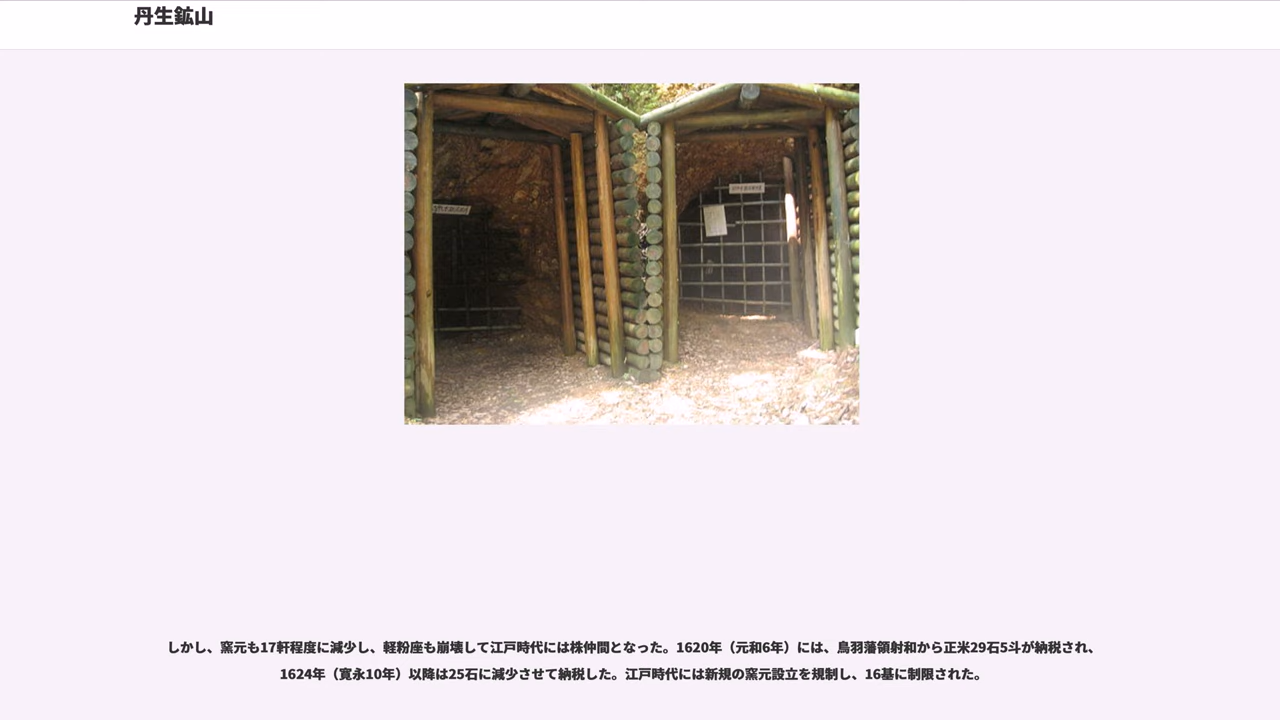 丹生鉱山
しかし、窯元も17軒程度に減少し、軽粉座も崩壊して江戸時代には株仲間となった。1620年（元和6年）には、鳥羽藩領射和から正米29石5斗が納税され、
1624年（寛永10年）以降は25石に減少させて納税した。江戸時代には新規の窯元設立を規制し、16基に制限された。